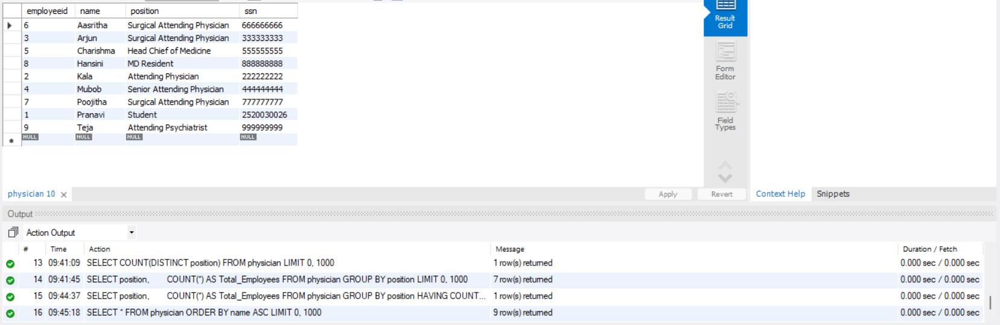 employeeid name position ssn
6 Aasritha Surgical Attending Physician 666666666
3 Arjun Surgical Attending Physician 333333333
5 Charishma Head Chief of Medicine 555555555
8 Hansini MD Resident 888888888
2 Kala Attending Physician 222222222
4 Mubob Senior Attending Physician 444444444
7 Poojitha Surgical Attending Physician 777777777
1 Pranavi Student 2520030026
9 Teja Attending Psychiatrist 999999999
NULL NULL NULL NULL
Result
Grid
Form
Editor
Field
Types
physician 10
Apply Revert
Context Help Snippets
Output
Action Output
# Time Action Message Duration / Fetch
13 09:41:09 SELECT COUNT(DISTINCT position) FROM physician LIMIT 0, 1000 1 row(s) returned 0.000 sec / 0.000 sec
14 09:41:45 SELECT position, COUNT(*) AS Total_Employees FROM physician GROUP BY position LIMIT 0, 1000 7 row(s) returned 0.000 sec / 0.000 sec
15 09:44:37 SELECT position, COUNT(*) AS Total_Employees FROM physician GROUP BY position HAVING COUNT... 1 row(s) returned 0.000 sec / 0.000 sec
16 09:45:18 SELECT * FROM physician ORDER BY name ASC LIMIT 0, 1000 9 row(s) returned 0.000 sec / 0.000 sec